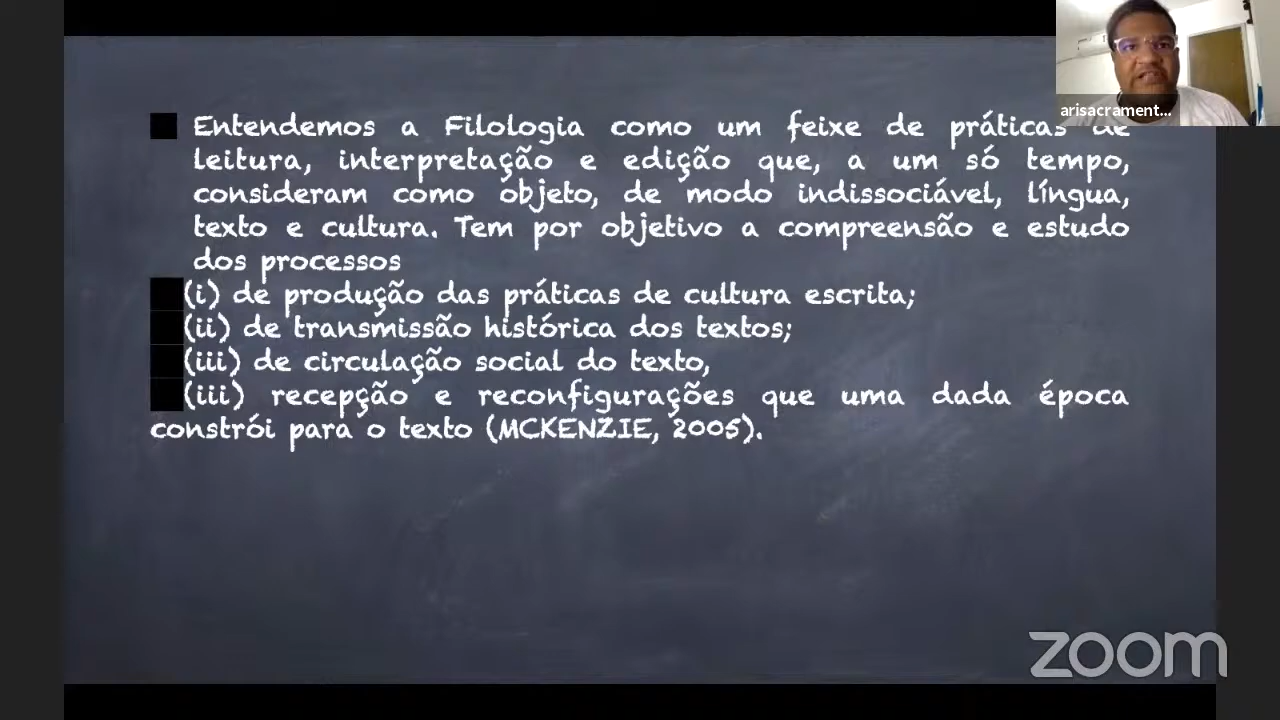 arisacrament...
Entendemos a Filologia como um feixe de práticas de
leitura, interpretação e edição que, a um só tempo,
consideram como objeto, de modo indissociável, língua,
texto e cultura. Tem por objetivo a compreensão e estudo
dos processos
(i) de produção das práticas de cultura escrita;
(ii) de transmissão histórica dos textos;
(iii) de circulação social do texto,
(iii) recepção e reconfigurações que uma dada época
constrói para o texto (MCKENZIE, 2005).
zoom